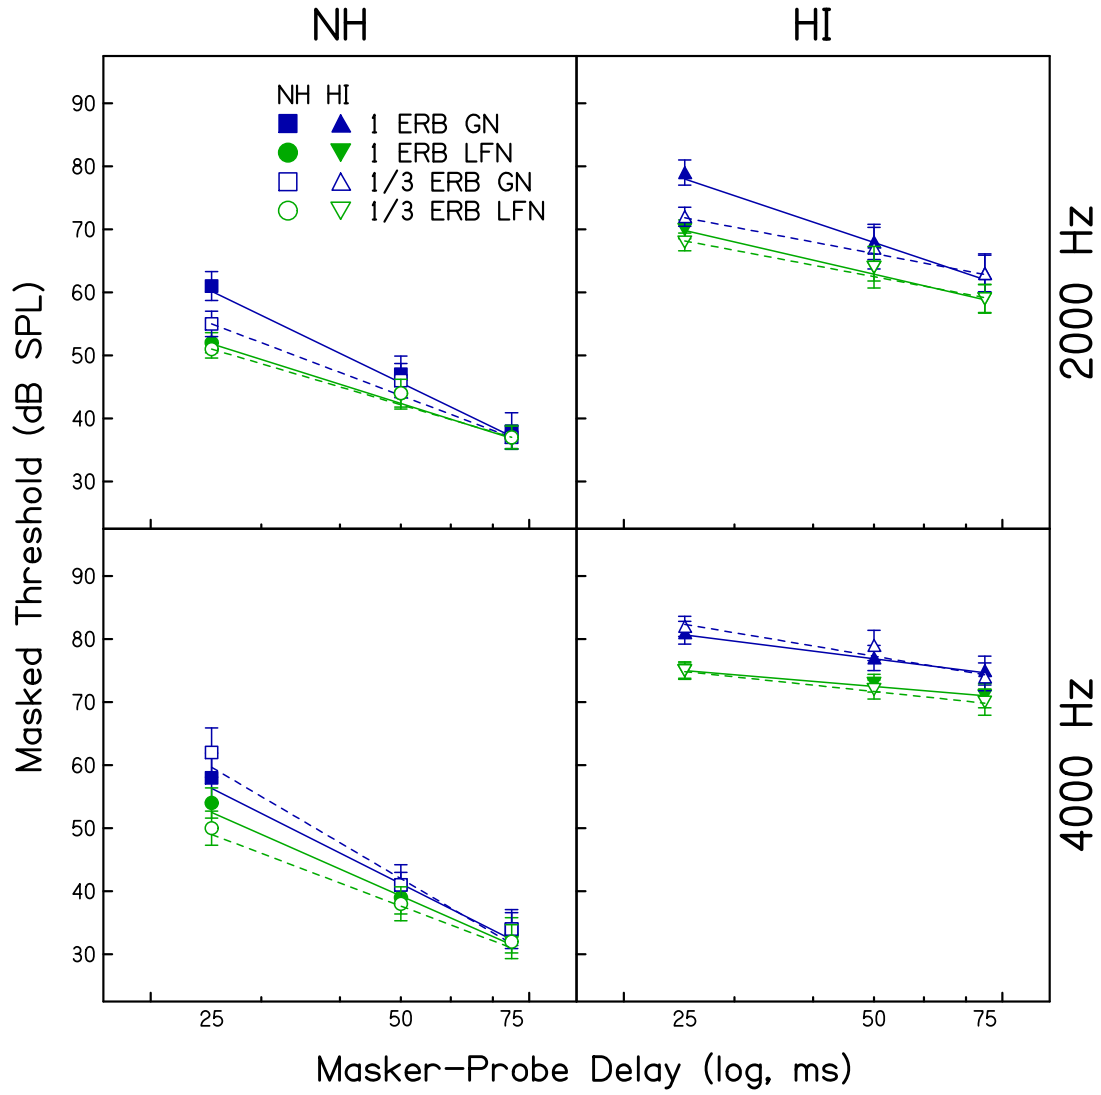 NH HI
NH HI
1 ERB GN
1 ERB LFN
1/3 ERB GN
1/3 ERB LFN
90
80
70
60
50
40
30
2000 Hz
Masked Threshold (dB SPL)
90
80
70
60
50
40
30
4000 Hz
25 50 75 25 50 75
Masker-Probe Delay (log, ms)